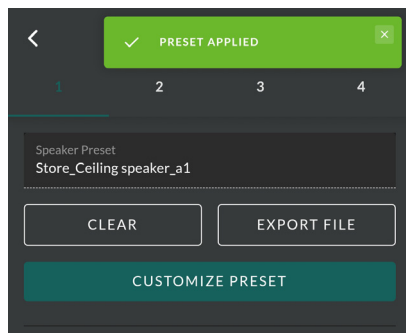 PRESET APPLIED
1 2 3 4
Speaker Preset
Store_Ceiling speaker_a1
CLEAR EXPORT FILE
CUSTOMIZE PRESET